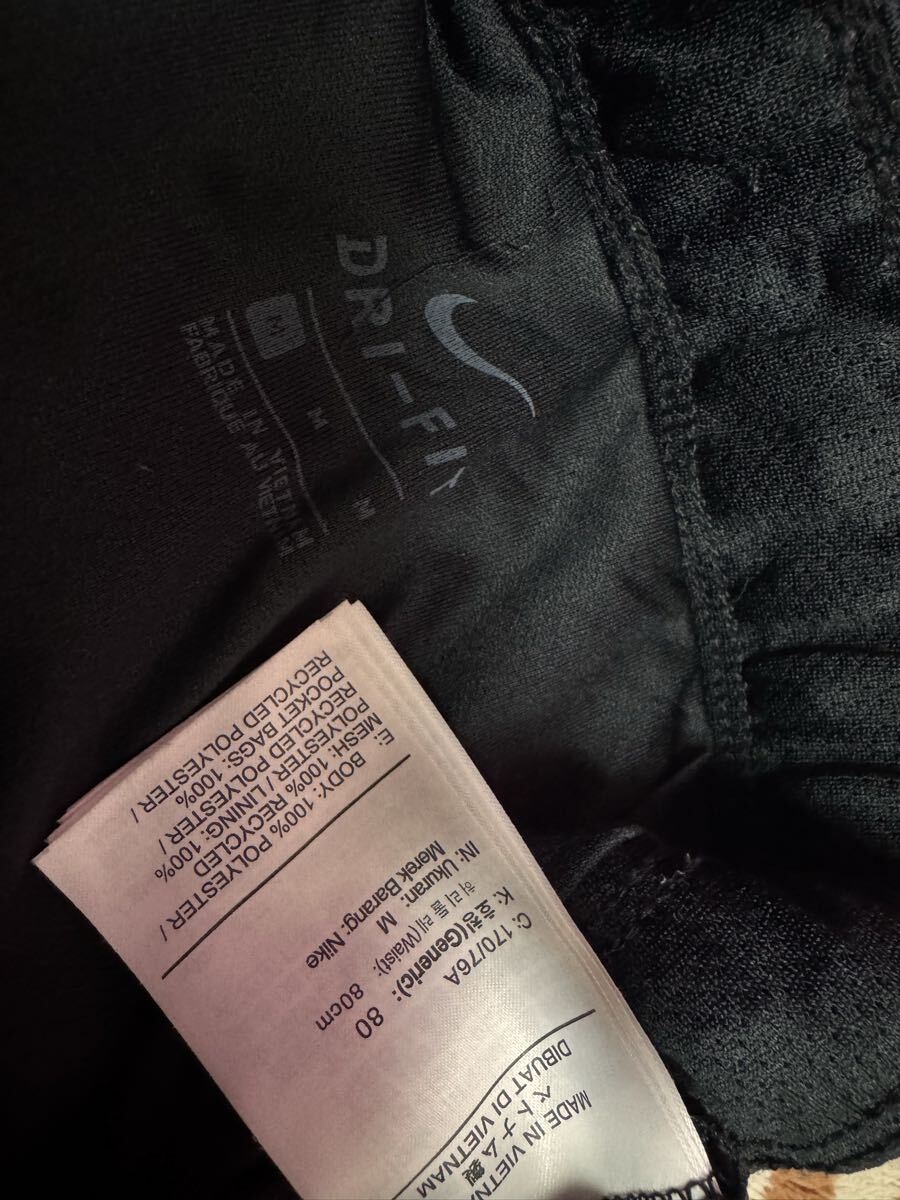 DRI-FIT
M M
M
MADE IN VIETNAM
FABRIQUÉ AU VIETNAM
MADE IN VIETNAM
ベトナム製
DIBUAT DI VIETNAM
C: 170/76A
K: 호칭(Generic): 80
허리둘레(Waist): 80cm
IN: Ukuran: M
Merek Barang: Nike
E: BODY: 100% POLYESTER /
MESH: 100% RECYCLED
POLYESTER / LINING: 100%
RECYCLED POLYESTER /
POCKET BAGS: 100%
RECYCLED POLYESTER